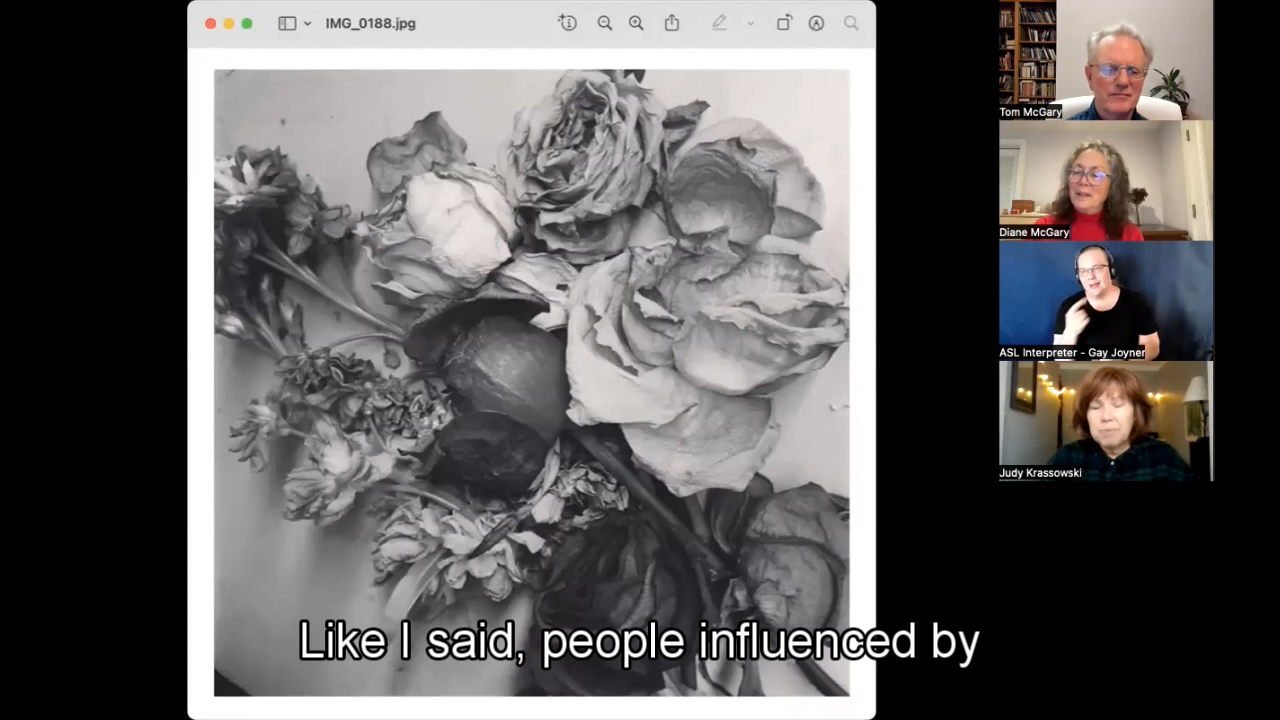 IMG_0188.jpg
Tom McGary
Diane McGary
ASL Interpreter - Gay Joyner
Judy Krassowski
Like I said, people influenced by